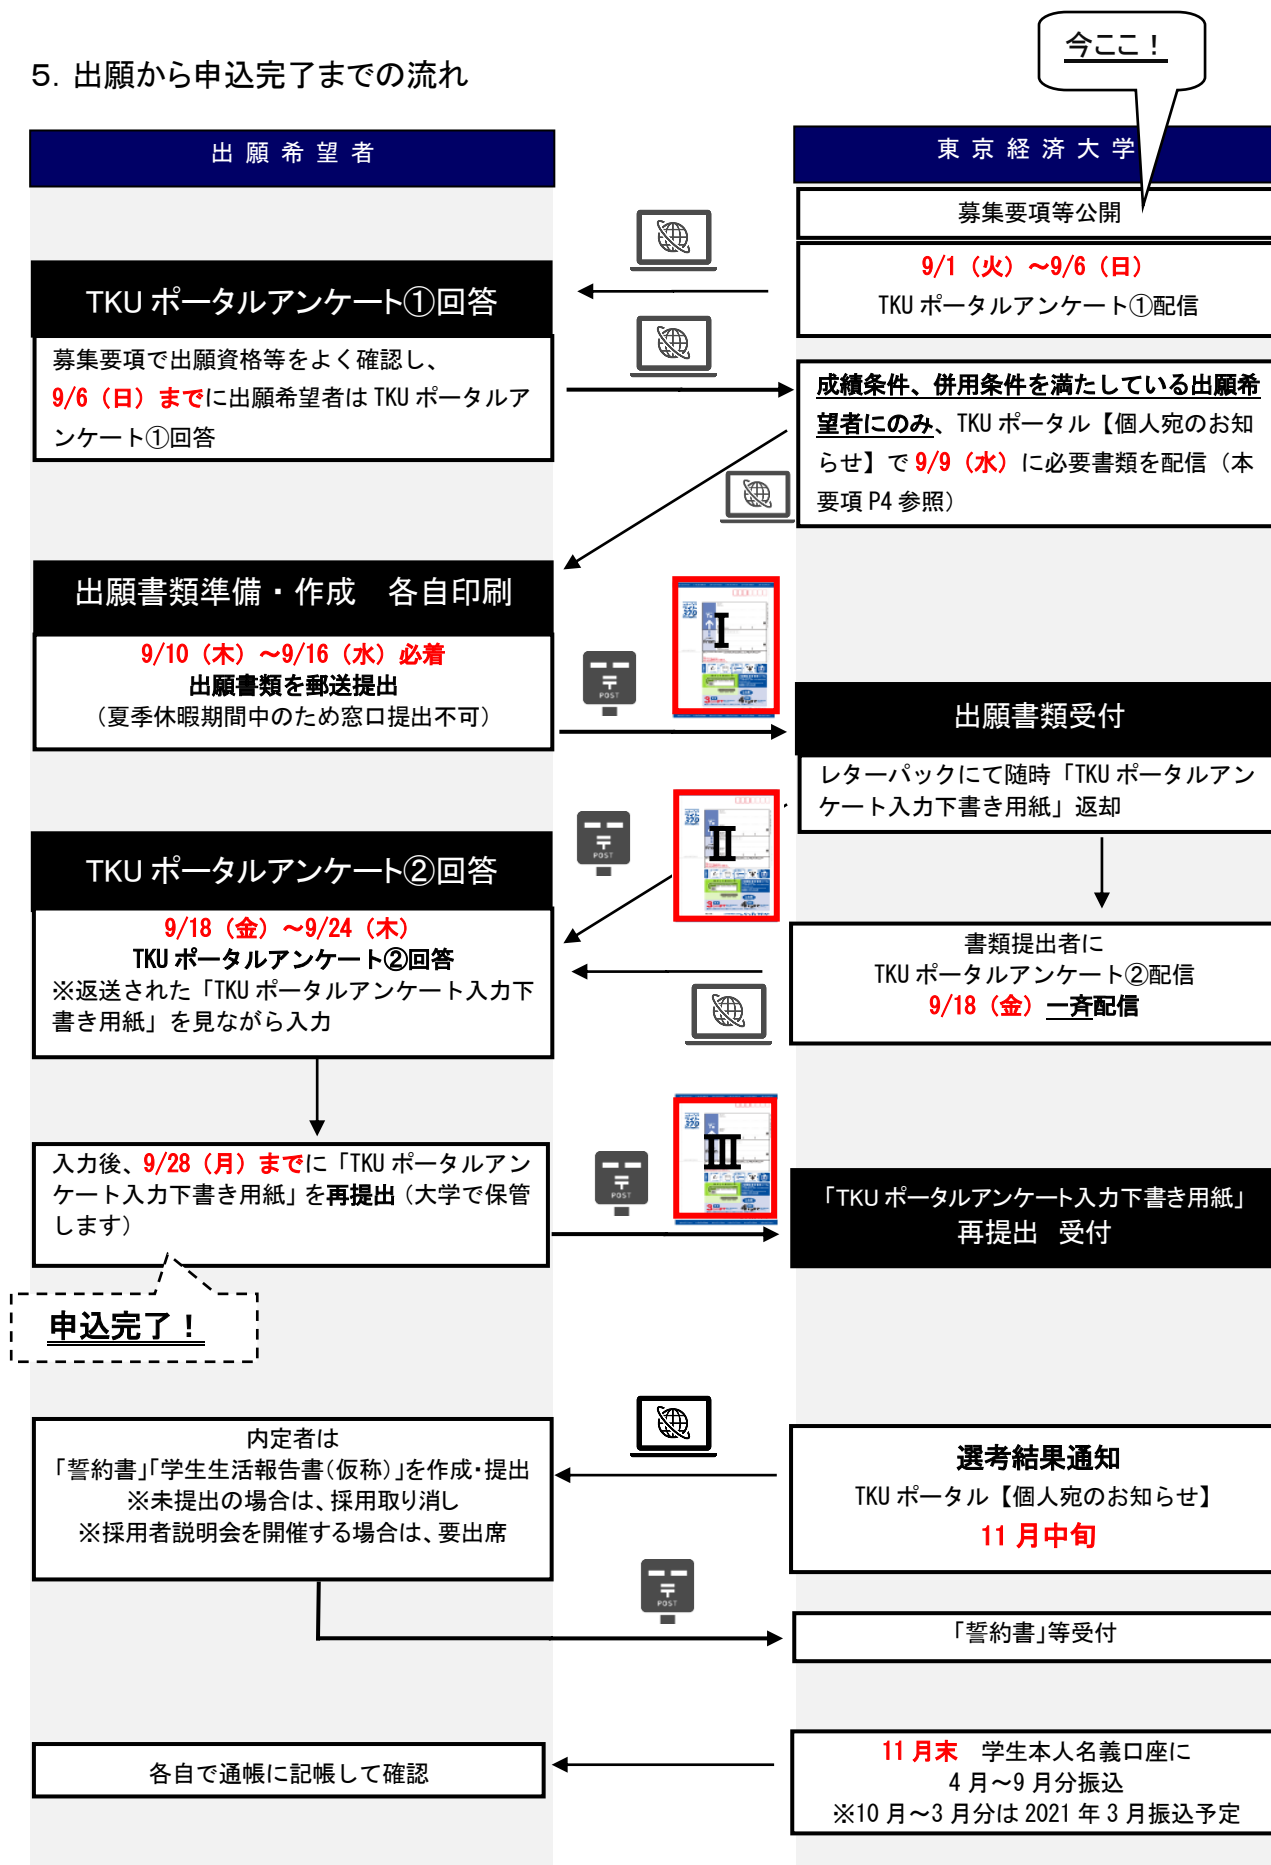 今ここ！
５．出願から申込完了までの流れ
出 願 希 望 者
東 京 経 済 大 学
募集要項等公開
9/1（火）～9/6（日）
TKU ポータルアンケート①配信
TKU ポータルアンケート①回答
募集要項で出願資格等をよく確認し、
9/6（日）までに出願希望者は TKU ポータルア
ンケート①回答
成績条件、併用条件を満たしている出願希
望者にのみ、TKU ポータル【個人宛のお知
らせ】で 9/9（水）に必要書類を配信（本
要項 P4 参照）
出願書類準備・作成　各自印刷
9/10（木）～9/16（水）必着
出願書類を郵送提出
（夏季休暇期間中のため窓口提出不可）
〒
POST
Ⅰ
出願書類受付
レターパックにて随時「TKU ポータルアン
ケート入力下書き用紙」返却
〒
POST
Ⅱ
TKU ポータルアンケート②回答
9/18（金）～9/24（木）
TKU ポータルアンケート②回答
※返送された「TKU ポータルアンケート入力下
書き用紙」を見ながら入力
書類提出者に
TKU ポータルアンケート②配信
9/18（金）一斉配信
入力後、9/28（月）までに「TKU ポータルアン
ケート入力下書き用紙」を再提出（大学で保管
します）
〒
POST
Ⅲ
「TKU ポータルアンケート入力下書き用紙」
再提出　受付
申込完了！
内定者は
「誓約書」「学生生活報告書（仮称）」を作成・提出
※未提出の場合は、採用取り消し
※採用者説明会を開催する場合は、要出席
選考結果通知
TKU ポータル【個人宛のお知らせ】
11 月中旬
〒
POST
「誓約書」等受付
11 月末　学生本人名義口座に
4 月～9 月分振込
※10 月～3 月分は 2021 年 3 月振込予定
各自で通帳に記帳して確認